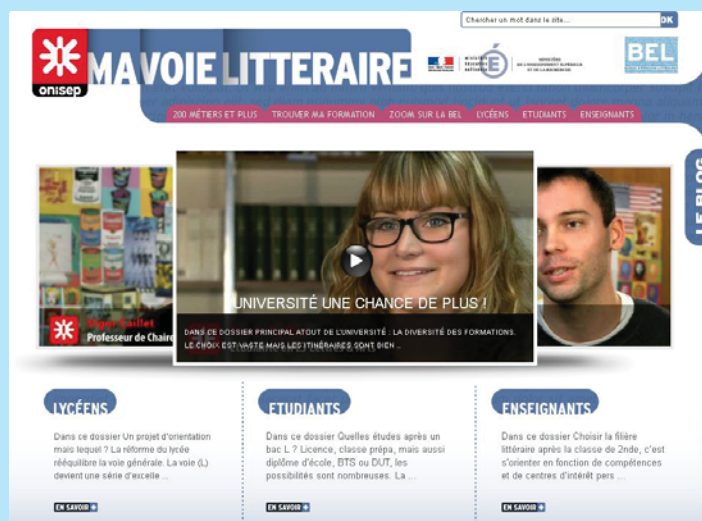 Chercher un mot dans le site...
OK
onisep
MA VOIE LITTERAIRE
BEL
200 MÉTIERS ET PLUS TROUVER MA FORMATION ZOOM SUR LA BEL LYCÉENS ETUDIANTS ENSEIGNANTS
LE BLOG
UNIVERSITÉ UNE CHANCE DE PLUS !
DANS CE DOSSIER PRINCIPAL ATOUT DE L'UNIVERSITÉ : LA DIVERSITÉ DES FORMATIONS.
LE CHOIX EST VASTE MAIS LES ITINÉRAIRES SONT BIEN ...
Caillet
Professeur de Chaire
LYCÉENS
Dans ce dossier Un projet d'orientation
mais lequel ? La réforme du lycée
rééquilibre la voie générale. La voie (L)
devient une série d'excelle ...
EN SAVOIR +
ETUDIANTS
Dans ce dossier Quelles études après un
bac L ? Licence, classe prépa, mais aussi
diplôme d'école, BTS ou DUT, les
possibilités sont nombreuses. La ...
EN SAVOIR +
ENSEIGNANTS
Dans ce dossier Choisir la filière
littéraire après la classe de 2nde, c'est
s'orienter en fonction de compétences
et de centres d'intérêt pers ...
EN SAVOIR +